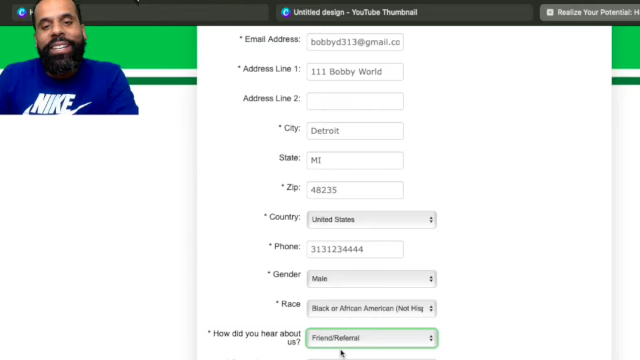 H
Untitled design - YouTube Thumbnail
Realize Your Potential: H
NIKE
* Email Address: bobbyd313@gmail.co
* Address Line 1: 111 Bobby World
Address Line 2:
* City: Detroit
State: MI
* Zip: 48235
* Country: United States
* Phone: 3131234444
* Gender Male
* Race Black or African American (Not Hisp
* How did you hear about
us?
Friend/Referral